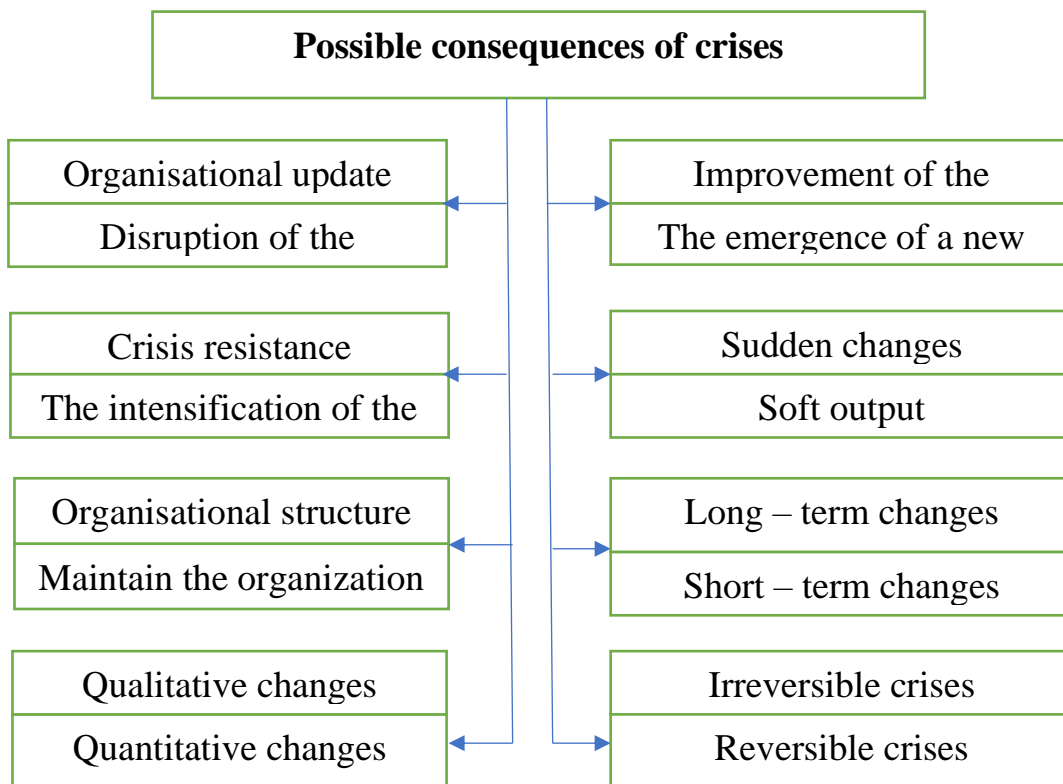 Possible consequences of crises
Organisational update
Disruption of the
Improvement of the
The emergence of a new
Crisis resistance
The intensification of the
Sudden changes
Soft output
Organisational structure
Maintain the organization
Long – term changes
Short – term changes
Qualitative changes
Quantitative changes
Irreversible crises
Reversible crises